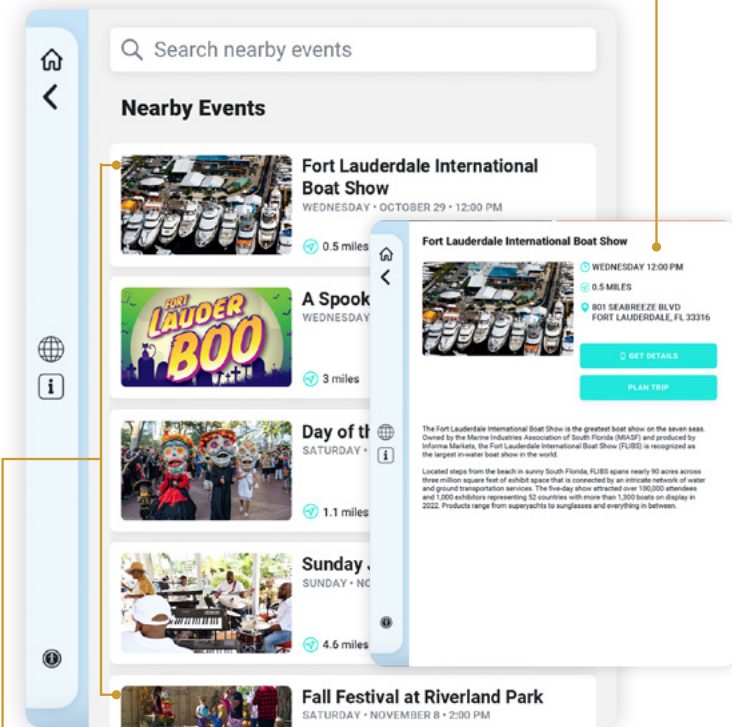 Search nearby events
Nearby Events
Fort Lauderdale International
Boat Show
WEDNESDAY • OCTOBER 29 • 12:00 PM
0.5 miles
FORT
LAUDER
BOO
A Spook
WEDNESDAY
3 miles
Day of th
SATURDAY •
1.1 miles
Sunday
SUNDAY • NO
4.6 miles
Fall Festival at Riverland Park
SATURDAY • NOVEMBER 8 • 2:00 PM
Fort Lauderdale International Boat Show
WEDNESDAY 12:00 PM
0.5 MILES
801 SEABREEZE BLVD
FORT LAUDERDALE, FL 33316
GET DETAILS
PLAN TRIP
The Fort Lauderdale International Boat Show is the greatest boat show on the seven seas.
Owned by the Marine Industries Association of South Florida (MIASF) and produced by
Informa Markets, the Fort Lauderdale International Boat Show (FLIBS) is recognized as
the largest in-water boat show in the world.
Located steps from the beach in sunny South Florida, FLIBS spans nearly 90 acres across
three million square feet of exhibit space that is connected by an intricate network of water
and ground transportation services. The five-day show attracted over 100,000 attendees
and 1,000 exhibitors representing 52 countries with more than 1,300 boats on display in
2022. Products range from superyachts to sunglasses and everything in between.